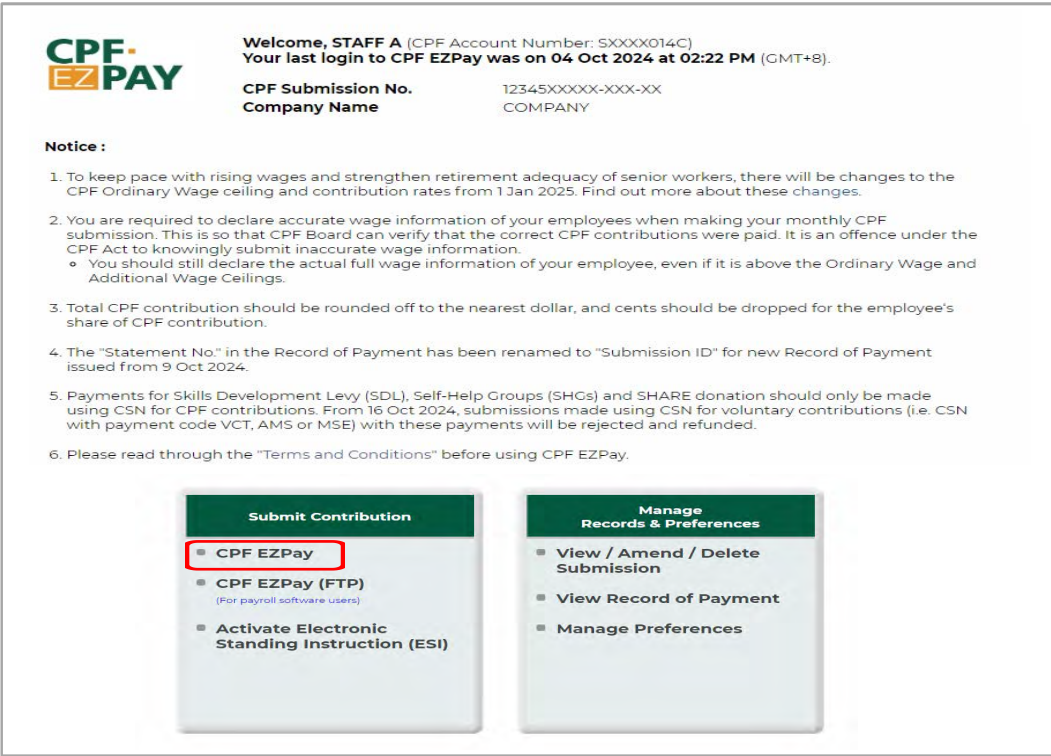 CPF
EZ PAY
Welcome, STAFF A (CPF Account Number: SXXXX014C)
Your last login to CPF EZPay was on 04 Oct 2024 at 02:22 PM (GMT+8).
CPF Submission No. 12345XXXXX-XXX-XX
Company Name COMPANY
Notice :
1. To keep pace with rising wages and strengthen retirement adequacy of senior workers, there will be changes to the
CPF Ordinary Wage ceiling and contribution rates from 1 Jan 2025. Find out more about these changes.
2. You are required to declare accurate wage information of your employees when making your monthly CPF
submission. This is so that CPF Board can verify that the correct CPF contributions were paid. It is an offence under the
CPF Act to knowingly submit inaccurate wage information.
You should still declare the actual full wage information of your employee, even if it is above the Ordinary Wage and
Additional Wage Ceilings.
3. Total CPF contribution should be rounded off to the nearest dollar, and cents should be dropped for the employee's
share of CPF contribution.
4. The "Statement No." in the Record of Payment has been renamed to "Submission ID" for new Record of Payment
issued from 9 Oct 2024.
5. Payments for Skills Development Levy (SDL), Self-Help Groups (SHGs) and SHARE donation should only be made
using CSN for CPF contributions. From 16 Oct 2024, submissions made using CSN for voluntary contributions (i.e. CSN
with payment code VCT, AMS or MSE) with these payments will be rejected and refunded.
6. Please read through the "Terms and Conditions" before using CPF EZPay.
Submit Contribution
CPF EZPay
CPF EZPay (FTP)
(For payroll software users)
Activate Electronic
Standing Instruction (ESI)
Manage
Records & Preferences
View / Amend / Delete
Submission
View Record of Payment
Manage Preferences